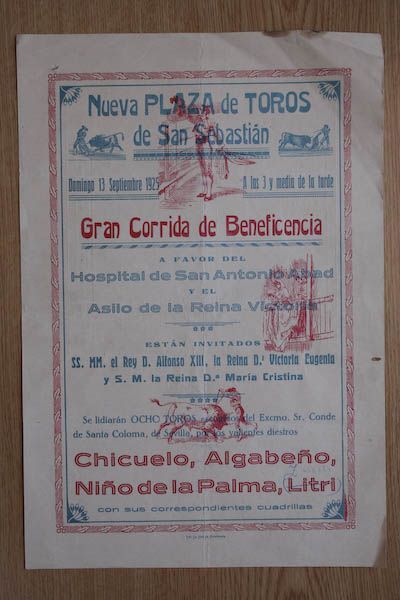 Nueva PLAZA de TOROS
de San Sebastián
Domingo 13 Septiembre 1925
A las 3 y media de la tarde
Gran Corrida de Beneficencia
A FAVOR DEL
Hospital de San Antonio Abad
Y EL
Asilo de la Reina Victoria
ESTÁN INVITADOS
SS. MM. el Rey D. Alfonso XIII, la Reina D.ª Victoria Eugenia
y S. M. la Reina D.ª María Cristina
Se lidiarán OCHO TOROS escogidos del Excmo. Sr. Conde
de Santa Coloma, de Sevilla, por los valientes diestros
Chicuelo, Algabeño,
Niño de la Palma, Litri
con sus correspondientes cuadrillas